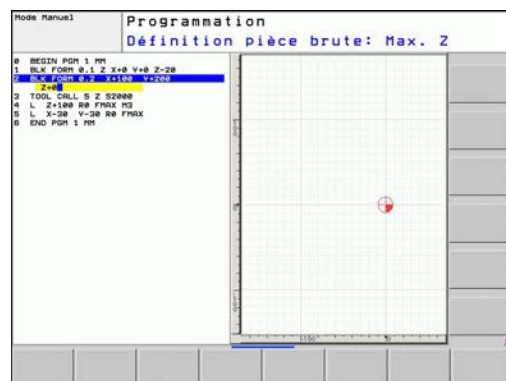 Mode Manuel
Programmation
Définition pièce brute: Max. Z
0 BEGIN PGM 1 MM
1 BLK FORM 0.1 Z X+0 Y+0 Z-20
2 BLK FORM 0.2 X+100 Y+200
Z+0
3 TOOL CALL 5 Z S2000
4 L Z+100 R0 FMAX M3
5 L X-30 Y-30 R0 FMAX
6 END PGM 1 MM